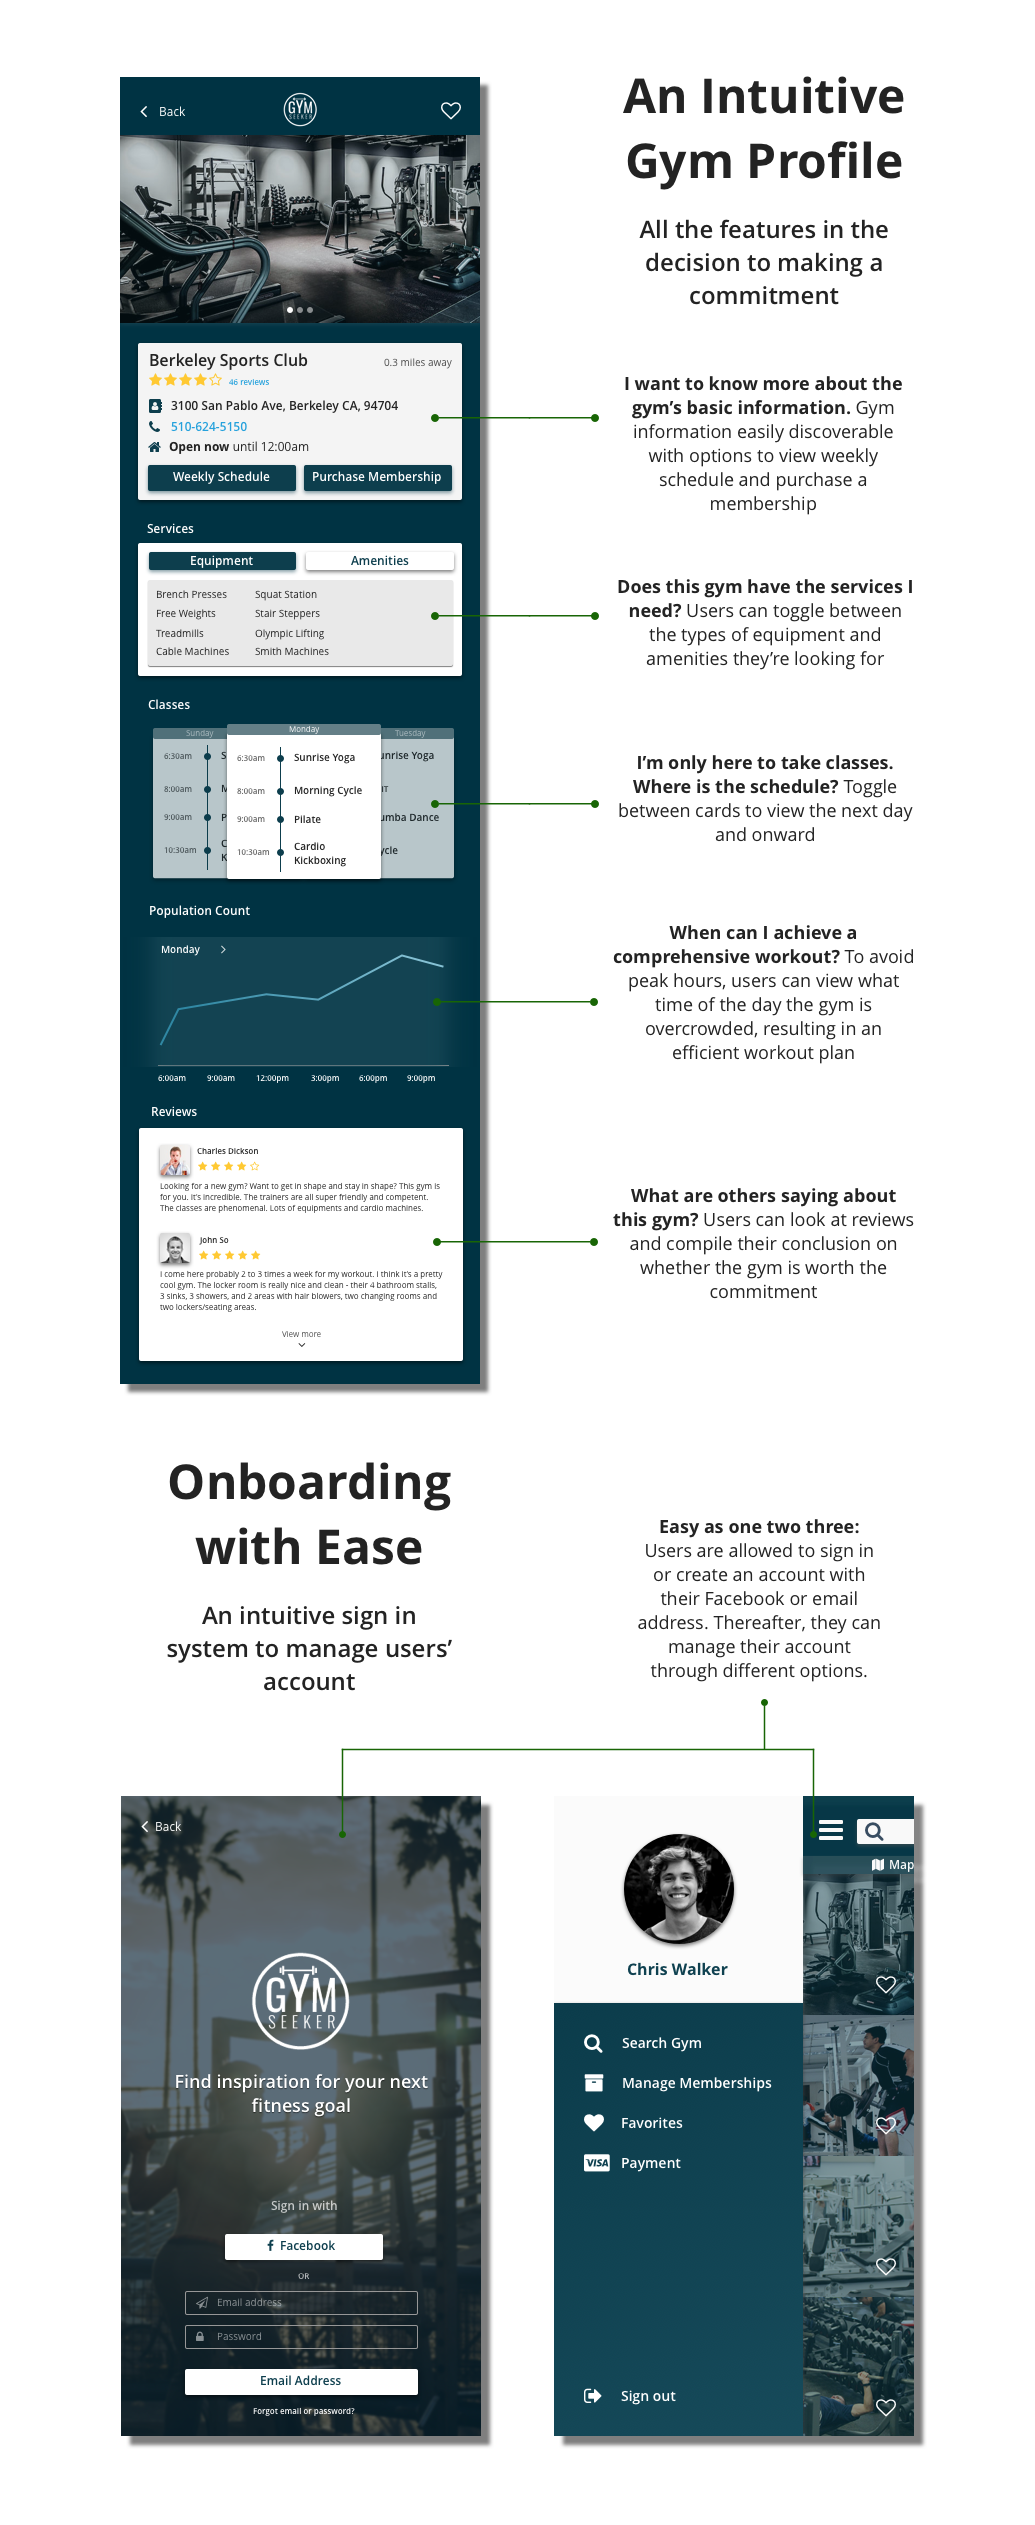 An Intuitive
Gym Profile
All the features in the
decision to making a
commitment
Back
GYM
SEEKER
Berkeley Sports Club
0.3 miles away
46 reviews
3100 San Pablo Ave, Berkeley CA, 94704
510-624-5150
Open now until 12:00am
Weekly Schedule
Purchase Membership
I want to know more about the
gym's basic information. Gym
information easily discoverable
with options to view weekly
schedule and purchase a
membership
Services
Equipment
Amenities
Brench Presses
Squat Station
Free Weights
Stair Steppers
Treadmills
Olympic Lifting
Cable Machines
Smith Machines
Does this gym have the services I
need? Users can toggle between
the types of equipment and
amenities they're looking for
Classes
Sunday
6:30am S
8:00am M
9:00am P
10:30am C
K
Monday
6:30am Sunrise Yoga
8:00am Morning Cycle
9:00am Pilate
10:30am Cardio
Kickboxing
Tuesday
unrise Yoga
IT
umba Dance
ycle
I'm only here to take classes.
Where is the schedule? Toggle
between cards to view the next day
and onward
Population Count
Monday
6:00am 9:00am 12:00pm 3:00pm 6:00pm 9:00pm
When can I achieve a
comprehensive workout? To avoid
peak hours, users can view what
time of the day the gym is
overcrowded, resulting in an
efficient workout plan
Reviews
Charles Dickson
Looking for a new gym? Want to get in shape and stay in shape? This gym is
for you. It's incredible. The trainers are all super friendly and competent.
The classes are phenomenal. Lots of equipments and cardio machines.
John So
I come here probably 2 to 3 times a week for my workout. I think it's a pretty
cool gym. The locker room is really nice and clean - their 4 bathroom stalls,
3 sinks, 3 showers, and 2 areas with hair blowers, two changing rooms and
two lockers/seating areas.
View more
What are others saying about
this gym? Users can look at reviews
and compile their conclusion on
whether the gym is worth the
commitment
Onboarding
with Ease
An intuitive sign in
system to manage users'
account
Easy as one two three:
Users are allowed to sign in
or create an account with
their Facebook or email
address. Thereafter, they can
manage their account
through different options.
Back
GYM
SEEKER
Find inspiration for your next
fitness goal
Sign in with
f Facebook
OR
Email address
Password
Email Address
Forgot email or password?
Chris Walker
Search Gym
Manage Memberships
Favorites
VISA Payment
Sign out
Map